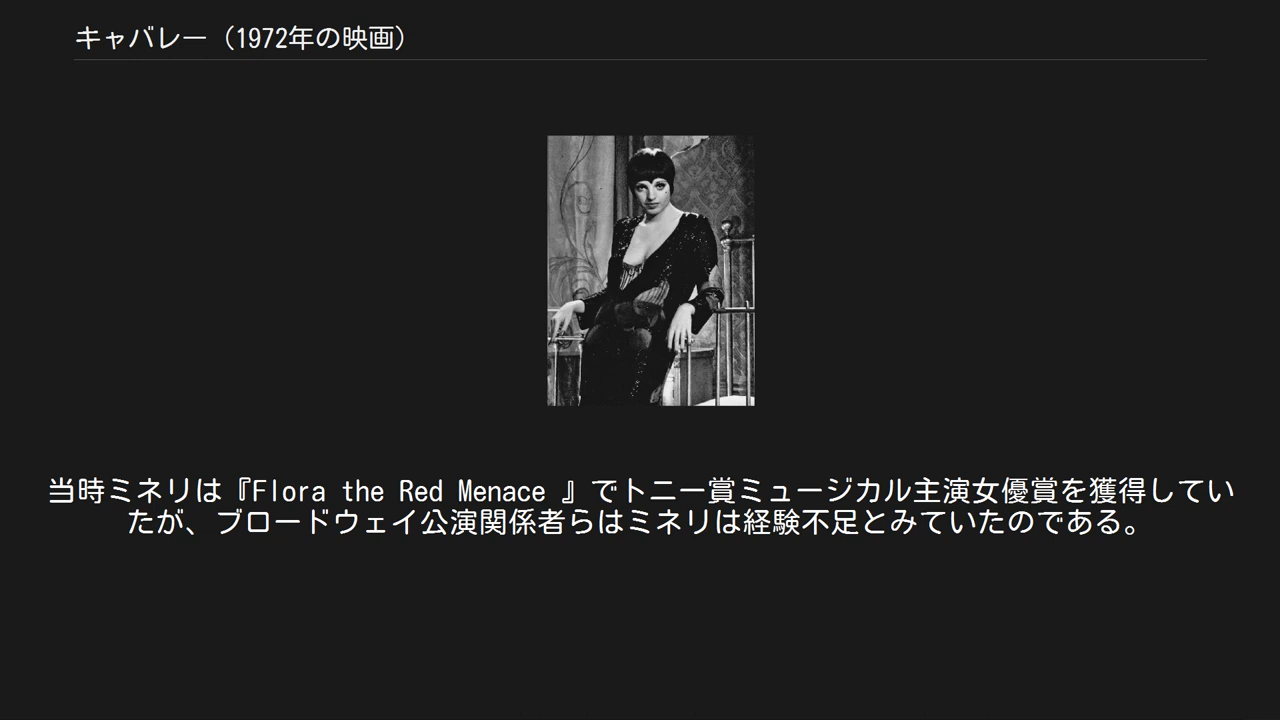 キャバレー（1972年の映画）
当時ミネリは『Flora the Red Menace 』でトニー賞ミュージカル主演女優賞を獲得してい
たが、ブロードウェイ公演関係者らはミネリは経験不足とみていたのである。